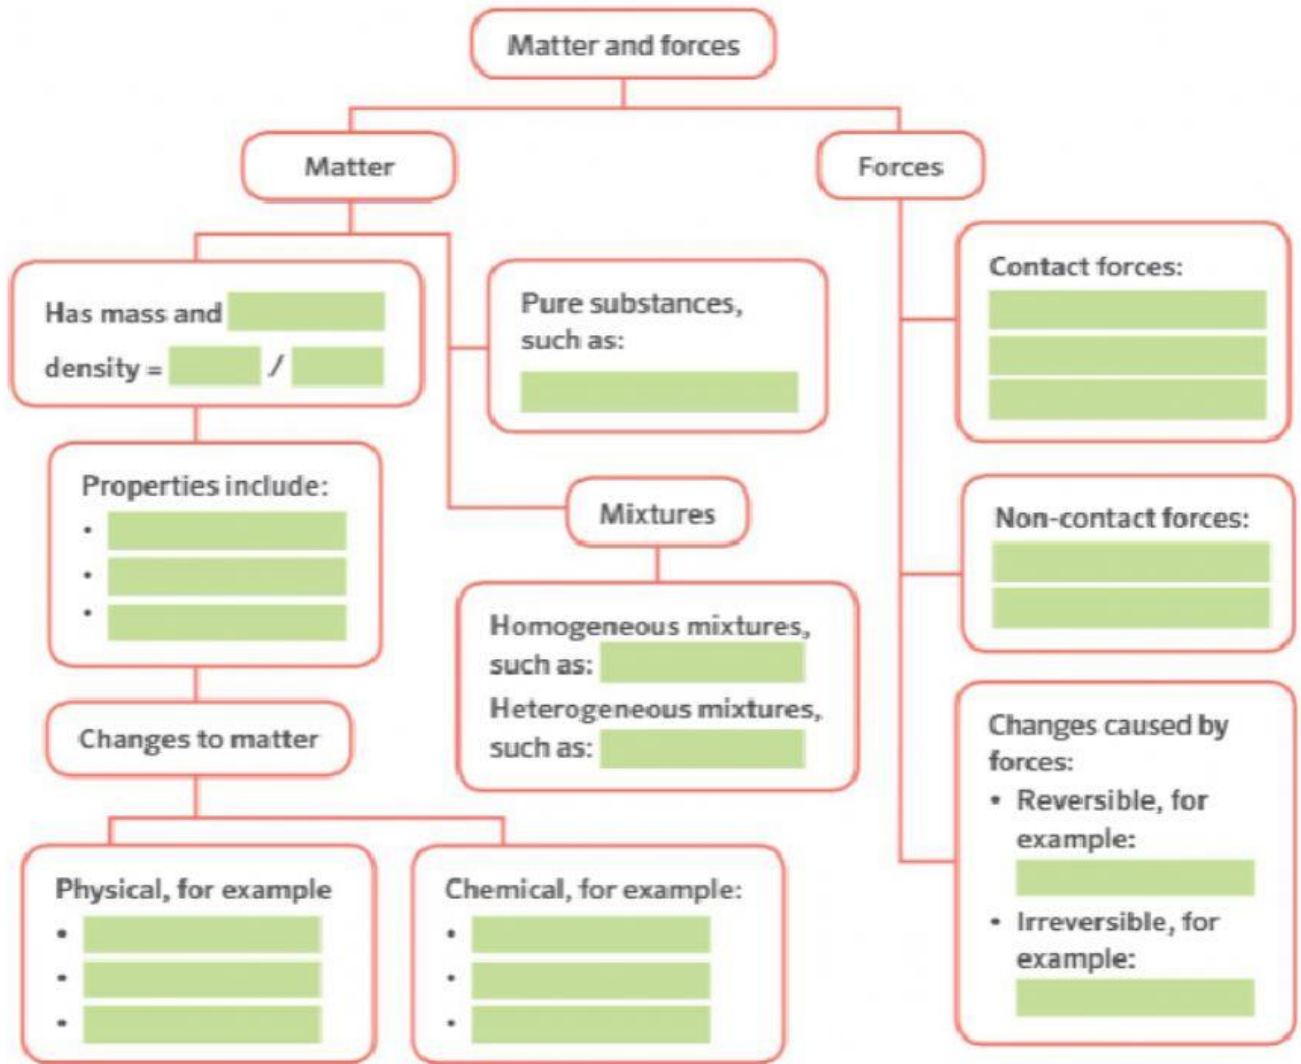 Matter and forces
Matter
Forces
Has mass and
density = /
Pure substances,
such as:
Contact forces:
Properties include:
•
•
•
Mixtures
Non-contact forces:
Homogeneous mixtures,
such as:
Heterogeneous mixtures,
such as:
Changes to matter
Changes caused by
forces:
• Reversible, for
example:
• Irreversible, for
example:
Physical, for example
•
•
•
Chemical, for example:
•
•
•